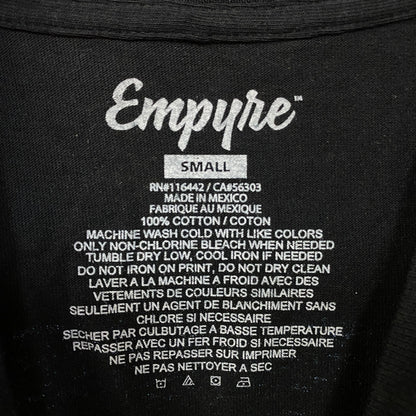 Empyre™
SMALL
RN#116442 / CA#56303
MADE IN MEXICO
FABRIQUE AU MEXIQUE
100% COTTON / COTON
MACHINE WASH COLD WITH LIKE COLORS
ONLY NON-CHLORINE BLEACH WHEN NEEDED
TUMBLE DRY LOW, COOL IRON IF NEEDED
DO NOT IRON ON PRINT, DO NOT DRY CLEAN
LAVER A LA MACHINE A FROID AVEC DES
VETEMENTS DE COULEURS SIMILAIRES
SEULEMENT UN AGENT DE BLANCHIMENT SANS
CHLORE SI NECESSAIRE
SECHER PAR CULBUTAGE A BASSE TEMPERATURE
REPASSER AVEC UN FER FROID SI NECESSAIRE
NE PAS REPASSER SUR IMPRIMER
NE PAS NETTOYER A SEC